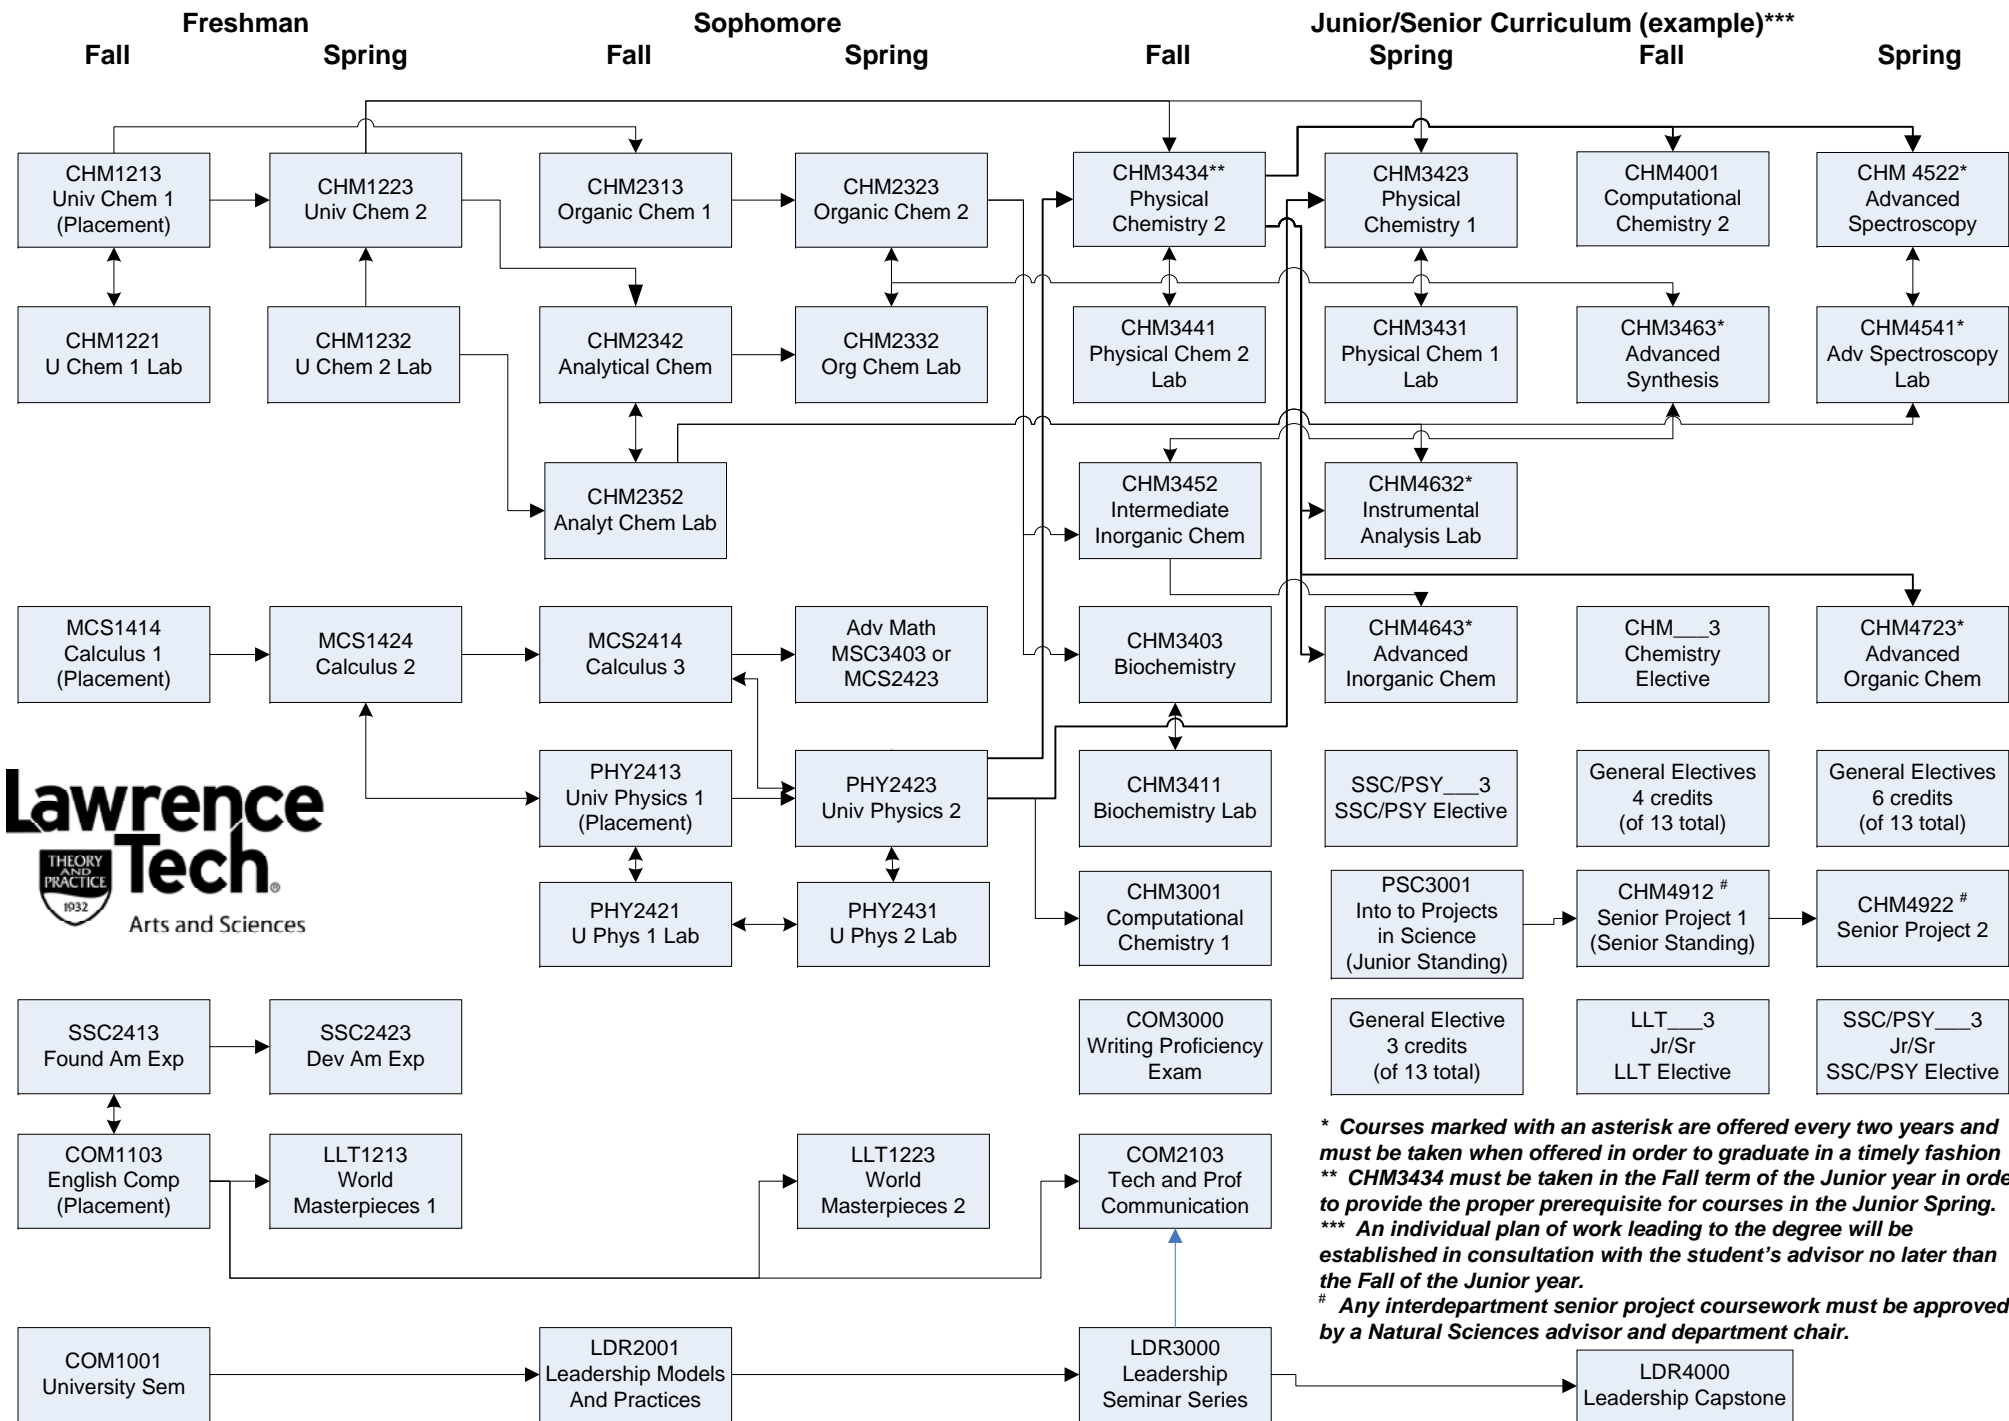 Freshman
Sophomore
Junior/Senior Curriculum (example)***
Fall
Spring
Fall
Spring
Fall
Spring
Fall
Spring
CHM1213
Univ Chem 1
(Placement)
CHM1223
Univ Chem 2
CHM2313
Organic Chem 1
CHM2323
Organic Chem 2
CHM3434**
Physical
Chemistry 2
CHM3423
Physical
Chemistry 1
CHM4001
Computational
Chemistry 2
CHM 4522*
Advanced
Spectroscopy
CHM1221
U Chem 1 Lab
CHM1232
U Chem 2 Lab
CHM2342
Analytical Chem
CHM2332
Org Chem Lab
CHM3441
Physical Chem 2
Lab
CHM3431
Physical Chem 1
Lab
CHM3463*
Advanced
Synthesis
CHM4541*
Adv Spectroscopy
Lab
CHM2352
Analyt Chem Lab
CHM3452
Intermediate
Inorganic Chem
CHM4632*
Instrumental
Analysis Lab
MCS1414
Calculus 1
(Placement)
MCS1424
Calculus 2
MCS2414
Calculus 3
Adv Math
MSC3403 or
MCS2423
CHM3403
Biochemistry
CHM4643*
Advanced
Inorganic Chem
CHM___3
Chemistry
Elective
CHM4723*
Advanced
Organic Chem
Lawrence
Tech®
THEORY
AND
PRACTICE
1932
Arts and Sciences
PHY2413
Univ Physics 1
(Placement)
PHY2423
Univ Physics 2
CHM3411
Biochemistry Lab
SSC/PSY___3
SSC/PSY Elective
General Electives
4 credits
(of 13 total)
General Electives
6 credits
(of 13 total)
PHY2421
U Phys 1 Lab
PHY2431
U Phys 2 Lab
CHM3001
Computational
Chemistry 1
PSC3001
Into to Projects
in Science
(Junior Standing)
CHM4912 #
Senior Project 1
(Senior Standing)
CHM4922 #
Senior Project 2
SSC2413
Found Am Exp
SSC2423
Dev Am Exp
COM3000
Writing Proficiency
Exam
General Elective
3 credits
(of 13 total)
LLT___3
Jr/Sr
LLT Elective
SSC/PSY___3
Jr/Sr
SSC/PSY Elective
COM1103
English Comp
(Placement)
LLT1213
World
Masterpieces 1
LLT1223
World
Masterpieces 2
COM2103
Tech and Prof
Communication
* Courses marked with an asterisk are offered every two years and
must be taken when offered in order to graduate in a timely fashion
** CHM3434 must be taken in the Fall term of the Junior year in orde
to provide the proper prerequisite for courses in the Junior Spring.
*** An individual plan of work leading to the degree will be
established in consultation with the student's advisor no later than
the Fall of the Junior year.
# Any interdepartment senior project coursework must be approved
by a Natural Sciences advisor and department chair.
COM1001
University Sem
LDR2001
Leadership Models
And Practices
LDR3000
Leadership
Seminar Series
LDR4000
Leadership Capstone